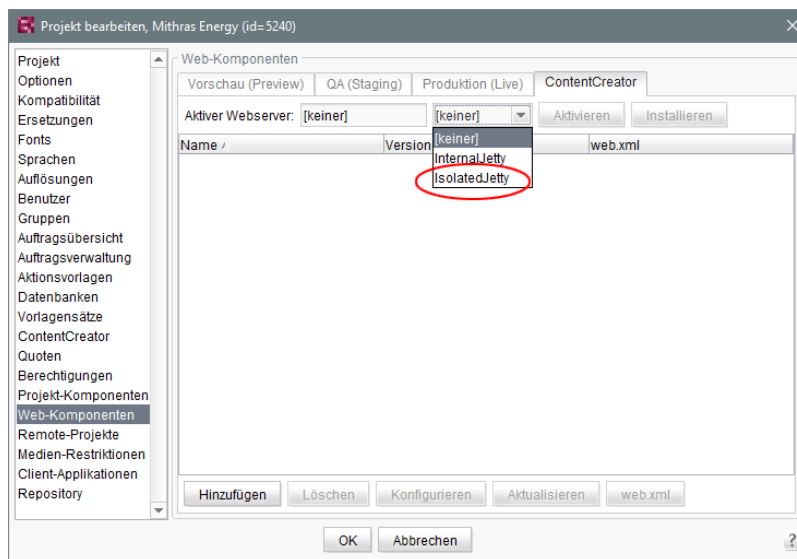 Projekt bearbeiten, Mithras Energy (id=5240)
Projekt
Optionen
Kompatibilität
Ersetzungen
Fonts
Sprachen
Auflösungen
Benutzer
Gruppen
Auftragsübersicht
Auftragsverwaltung
Aktionsvorlagen
Datenbanken
Vorlagensätze
ContentCreator
Quoten
Berechtigungen
Projekt-Komponenten
Web-Komponenten
Remote-Projekte
Medien-Restriktionen
Client-Applikationen
Repository
Web-Komponenten
Vorschau (Preview) QA (Staging) Produktion (Live) ContentCreator
Aktiver Webserver: [keiner] [keiner] Aktivieren Installieren
Name Version web.xml
[keiner]
InternalJetty
IsolatedJetty
Hinzufügen Löschen Konfigurieren Aktualisieren web.xml
OK Abbrechen ?